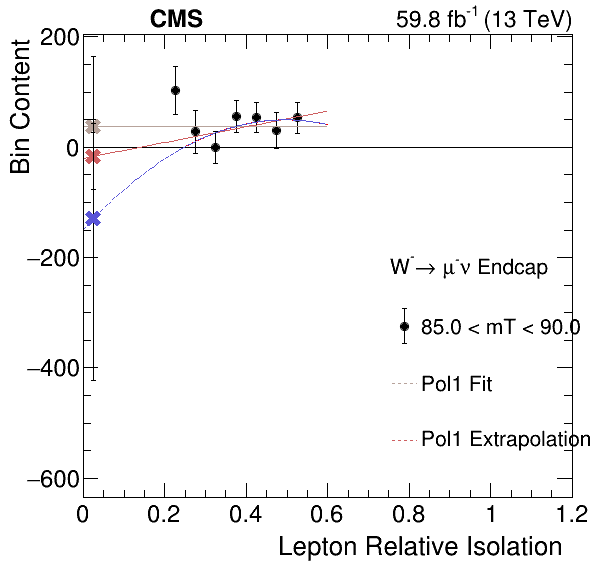 CMS 59.8 fb-1 (13 TeV)
Bin Content
200
100
0
−200
−400
−600
W-→ μ-ν Endcap
85.0 < mT < 90.0
Pol1 Fit
Pol1 Extrapolation
0 0.2 0.4 0.6 0.8 1 1.2
Lepton Relative Isolation